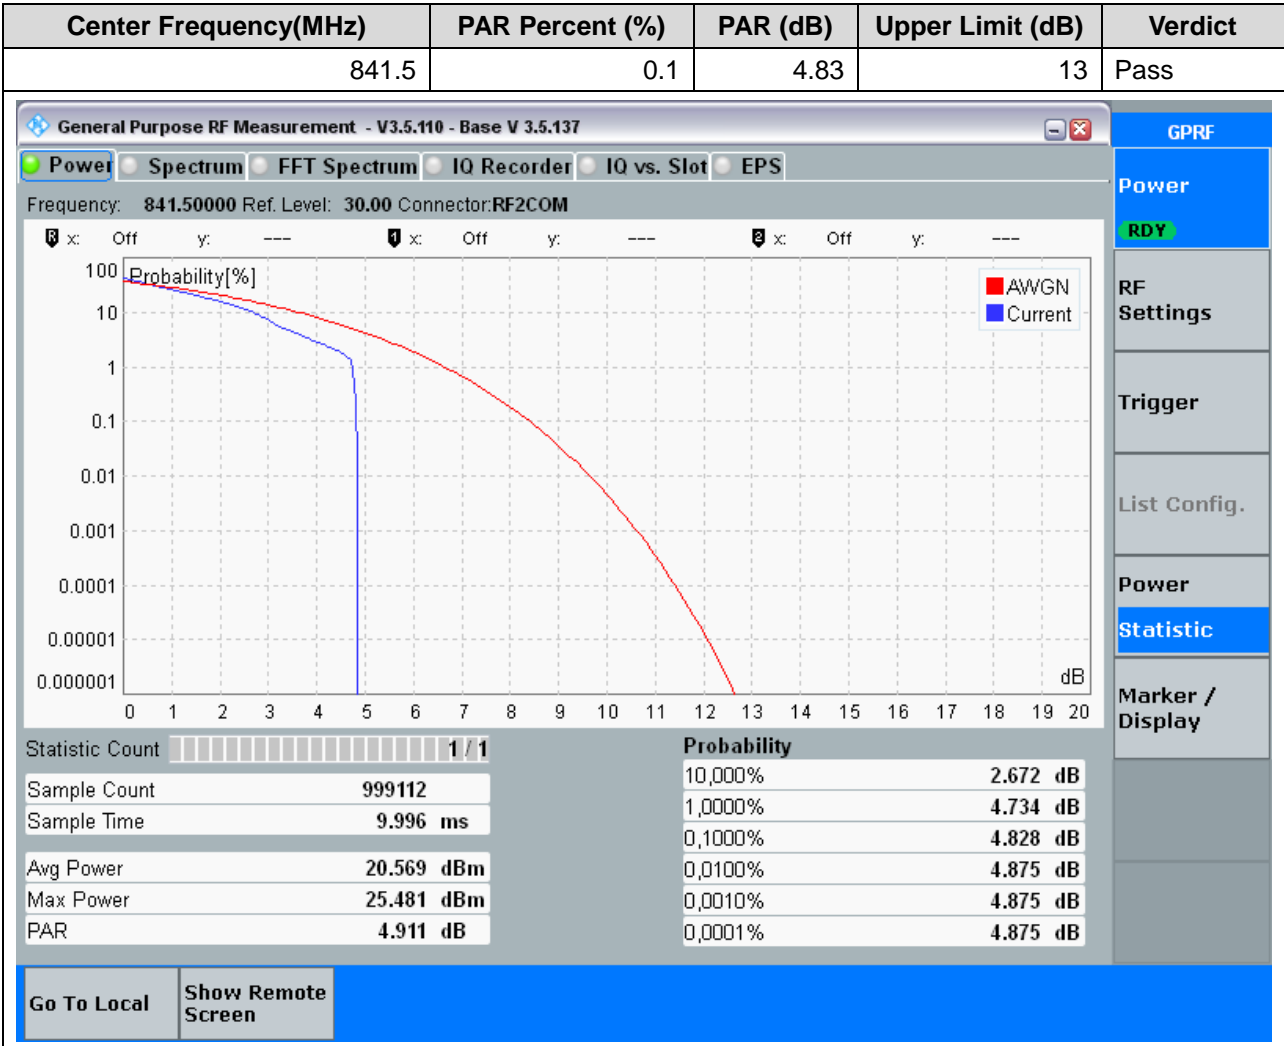 Center Frequency(MHz) PAR Percent (%) PAR (dB) Upper Limit (dB) Verdict
841.5 0.1 4.83 13 Pass
General Purpose RF Measurement - V3.5.110 - Base V 3.5.137
GPRF
Power Spectrum FFT Spectrum IQ Recorder IQ vs. Slot EPS
Frequency: 841.50000 Ref. Level: 30.00 Connector:RF2COM
R x: Off y: --- 1 x: Off y: --- 2 x: Off y: ---
Probability[%]
AWGN
Current
100
10
1
0.1
0.01
0.001
0.0001
0.00001
0.000001
dB
0 1 2 3 4 5 6 7 8 9 10 11 12 13 14 15 16 17 18 19 20
Statistic Count 1 / 1
Sample Count 999112
Sample Time 9.996 ms
Avg Power 20.569 dBm
Max Power 25.481 dBm
PAR 4.911 dB
Probability
10,000% 2.672 dB
1,0000% 4.734 dB
0,1000% 4.828 dB
0,0100% 4.875 dB
0,0010% 4.875 dB
0,0001% 4.875 dB
Power
RDY
RF
Settings
Trigger
List Config.
Power
Statistic
Marker /
Display
Go To Local
Show Remote
Screen